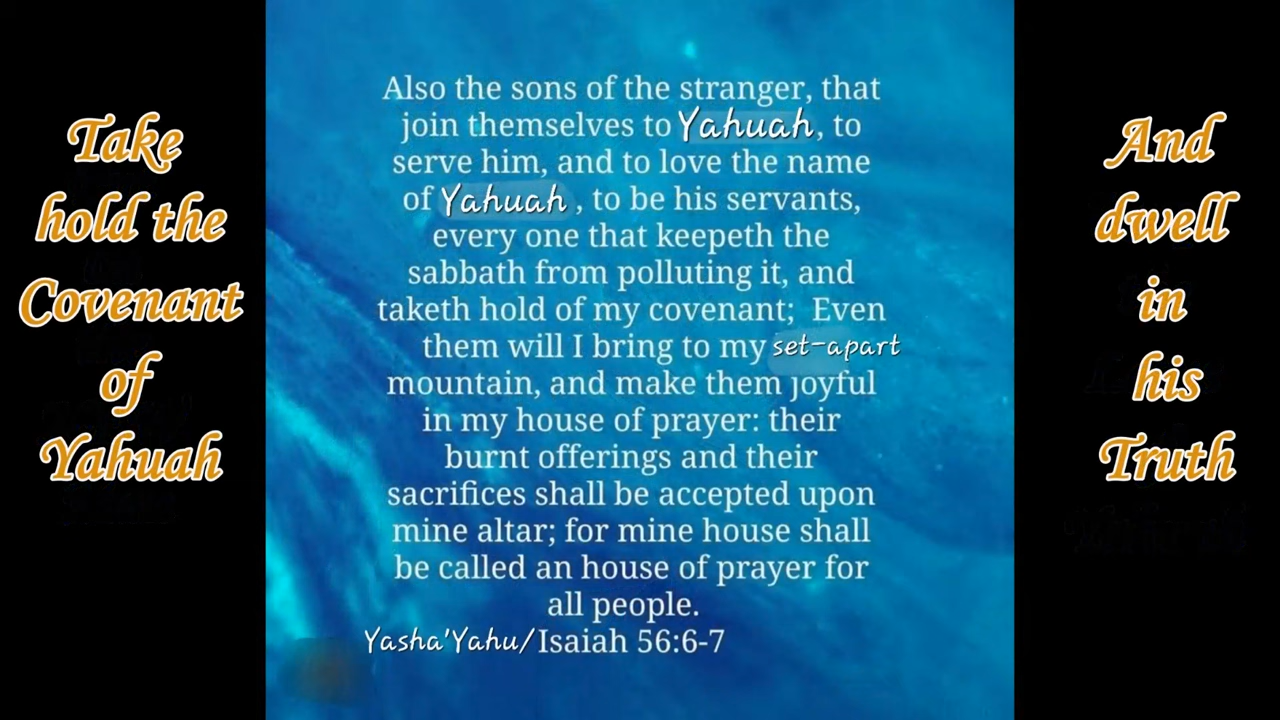 Take
hold the
Covenant
of
Yahuah
Also the sons of the stranger, that
join themselves to Yahuah, to
serve him, and to love the name
of Yahuah , to be his servants,
every one that keepeth the
sabbath from polluting it, and
taketh hold of my covenant; Even
them will I bring to my set-apart
mountain, and make them joyful
in my house of prayer: their
burnt offerings and their
sacrifices shall be accepted upon
mine altar; for mine house shall
be called an house of prayer for
all people.
Yasha'Yahu/Isaiah 56:6-7
And
dwell
in
his
Truth